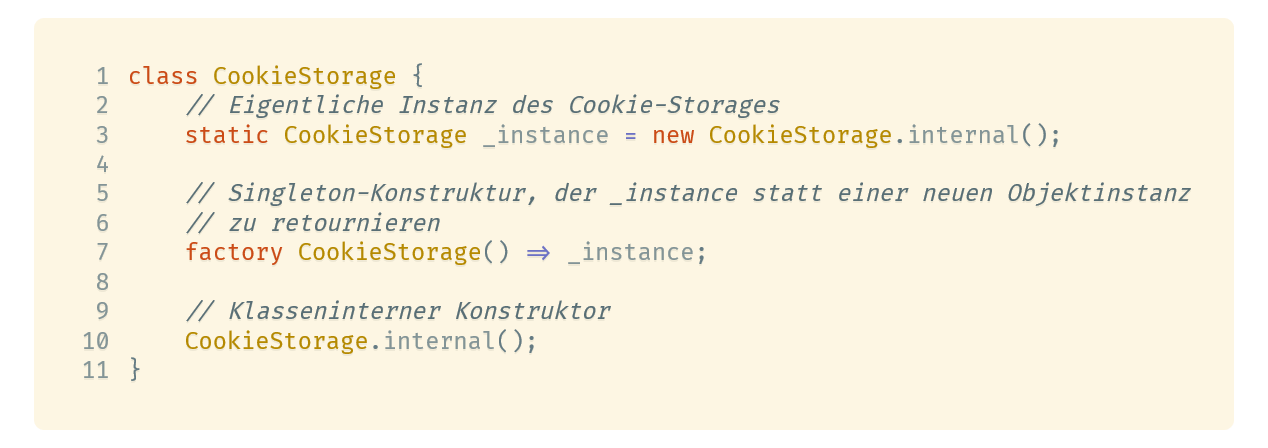 1 class CookieStorage {
2     // Eigentliche Instanz des Cookie-Storages
3     static CookieStorage _instance = new CookieStorage.internal();
4
5     // Singleton-Konstruktur, der _instance statt einer neuen Objektinstanz
6     // zu retournieren
7     factory CookieStorage() => _instance;
8
9     // Klasseninterner Konstruktor
10     CookieStorage.internal();
11 }